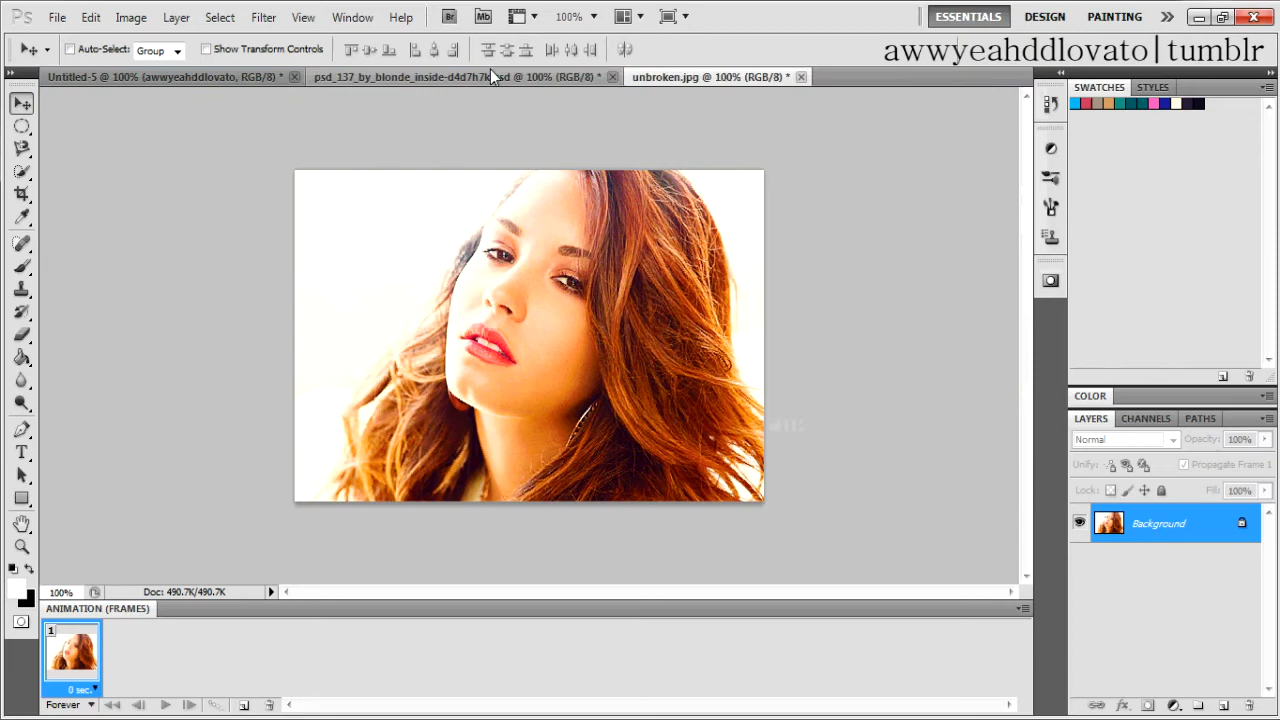 Ps File Edit Image Layer Select Filter View Window Help Br Mb 100% ESSENTIALS DESIGN PAINTING
Auto-Select: Group Show Transform Controls
awwyeahddlovato|tumblr
Untitled-5 @ 100% (awwyeahddlovato, RGB/8) * @ 100% (RGB/8) * unbroken.jpg @ 100% (RGB/8) *
SWATCHES STYLES
COLOR
LAYERS CHANNELS PATHS
Normal Opacity: 100%
Unify: Propagate Frame 1
Lock: Fill: 100%
Background
100% Doc: 490.7K/490.7K
ANIMATION (FRAMES)
1
0 sec.
Forever